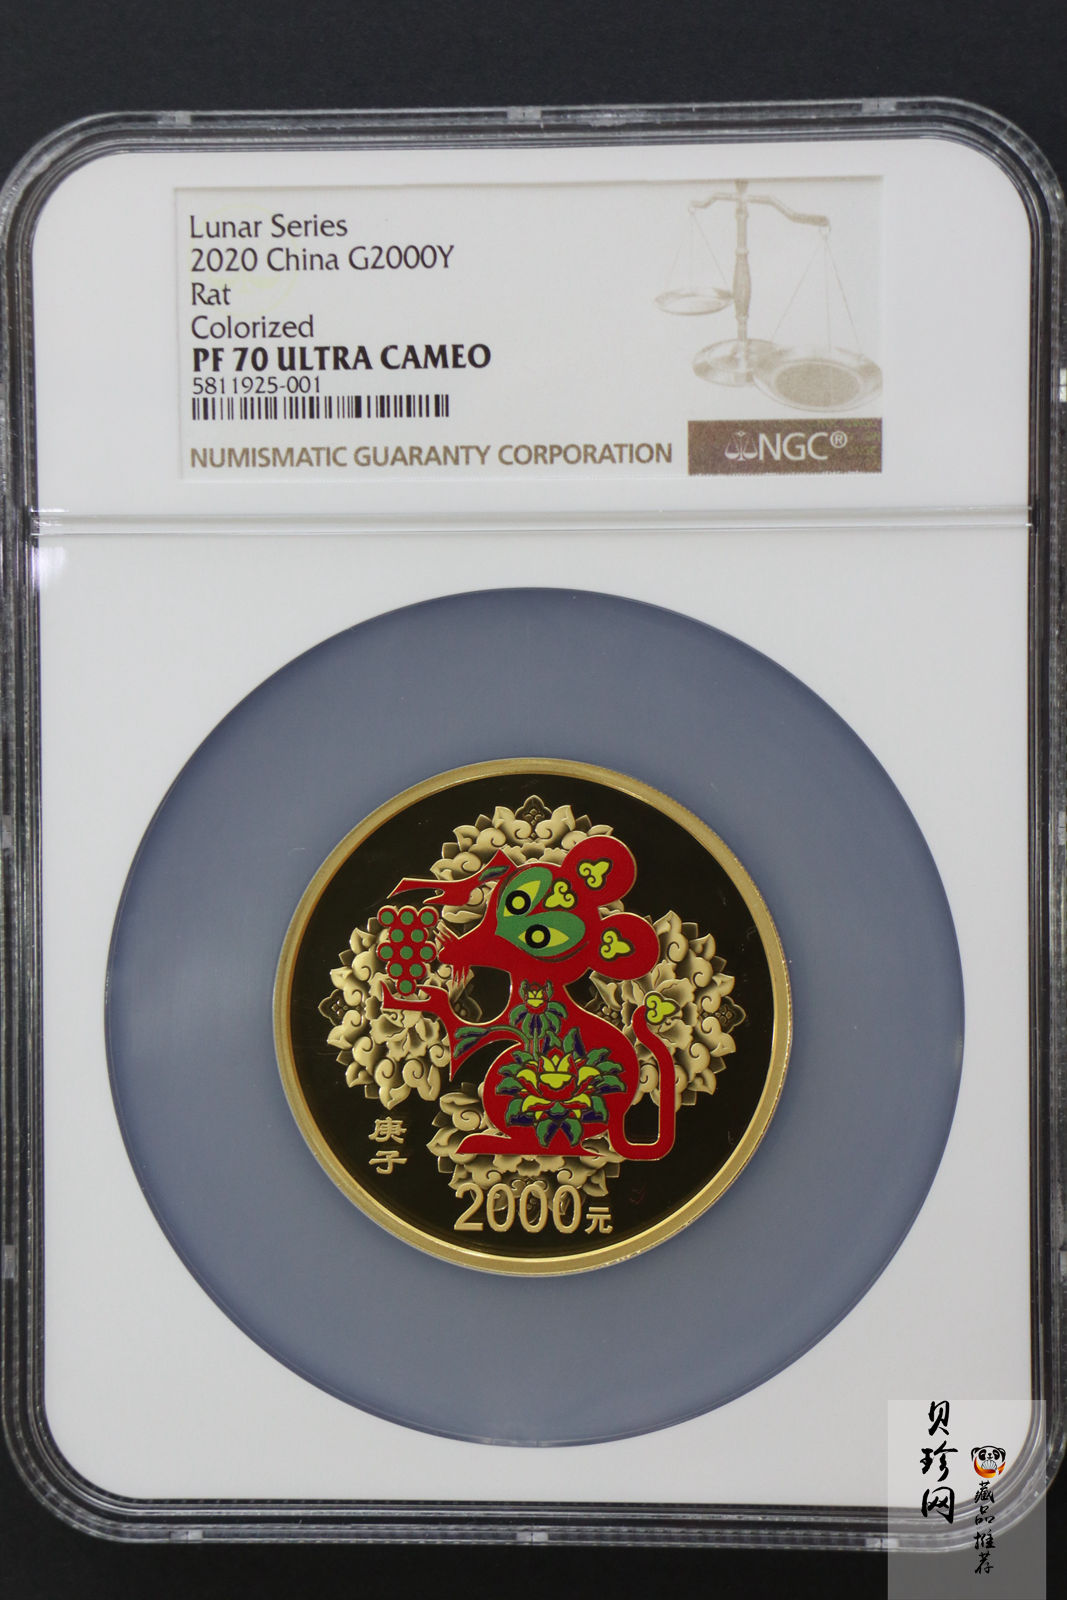 Lunar Series
2020 China G2000Y
Rat
Colorized
PF 70 ULTRA CAMEO
5811925-001
NUMISMATIC GUARANTY CORPORATION
NGC®
庚子
2000元
贝珍网
藏品推荐